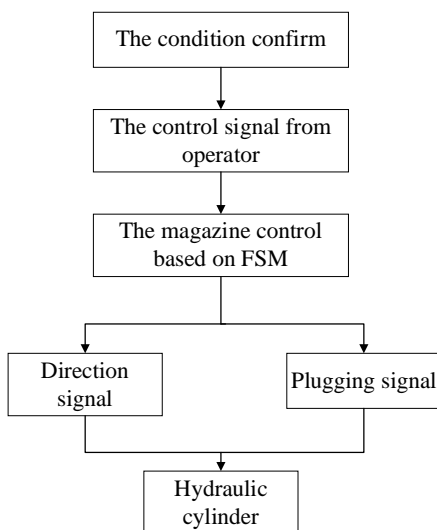 The condition confirm
The control signal from
operator
The magazine control
based on FSM
Direction
signal
Plugging signal
Hydraulic
cylinder